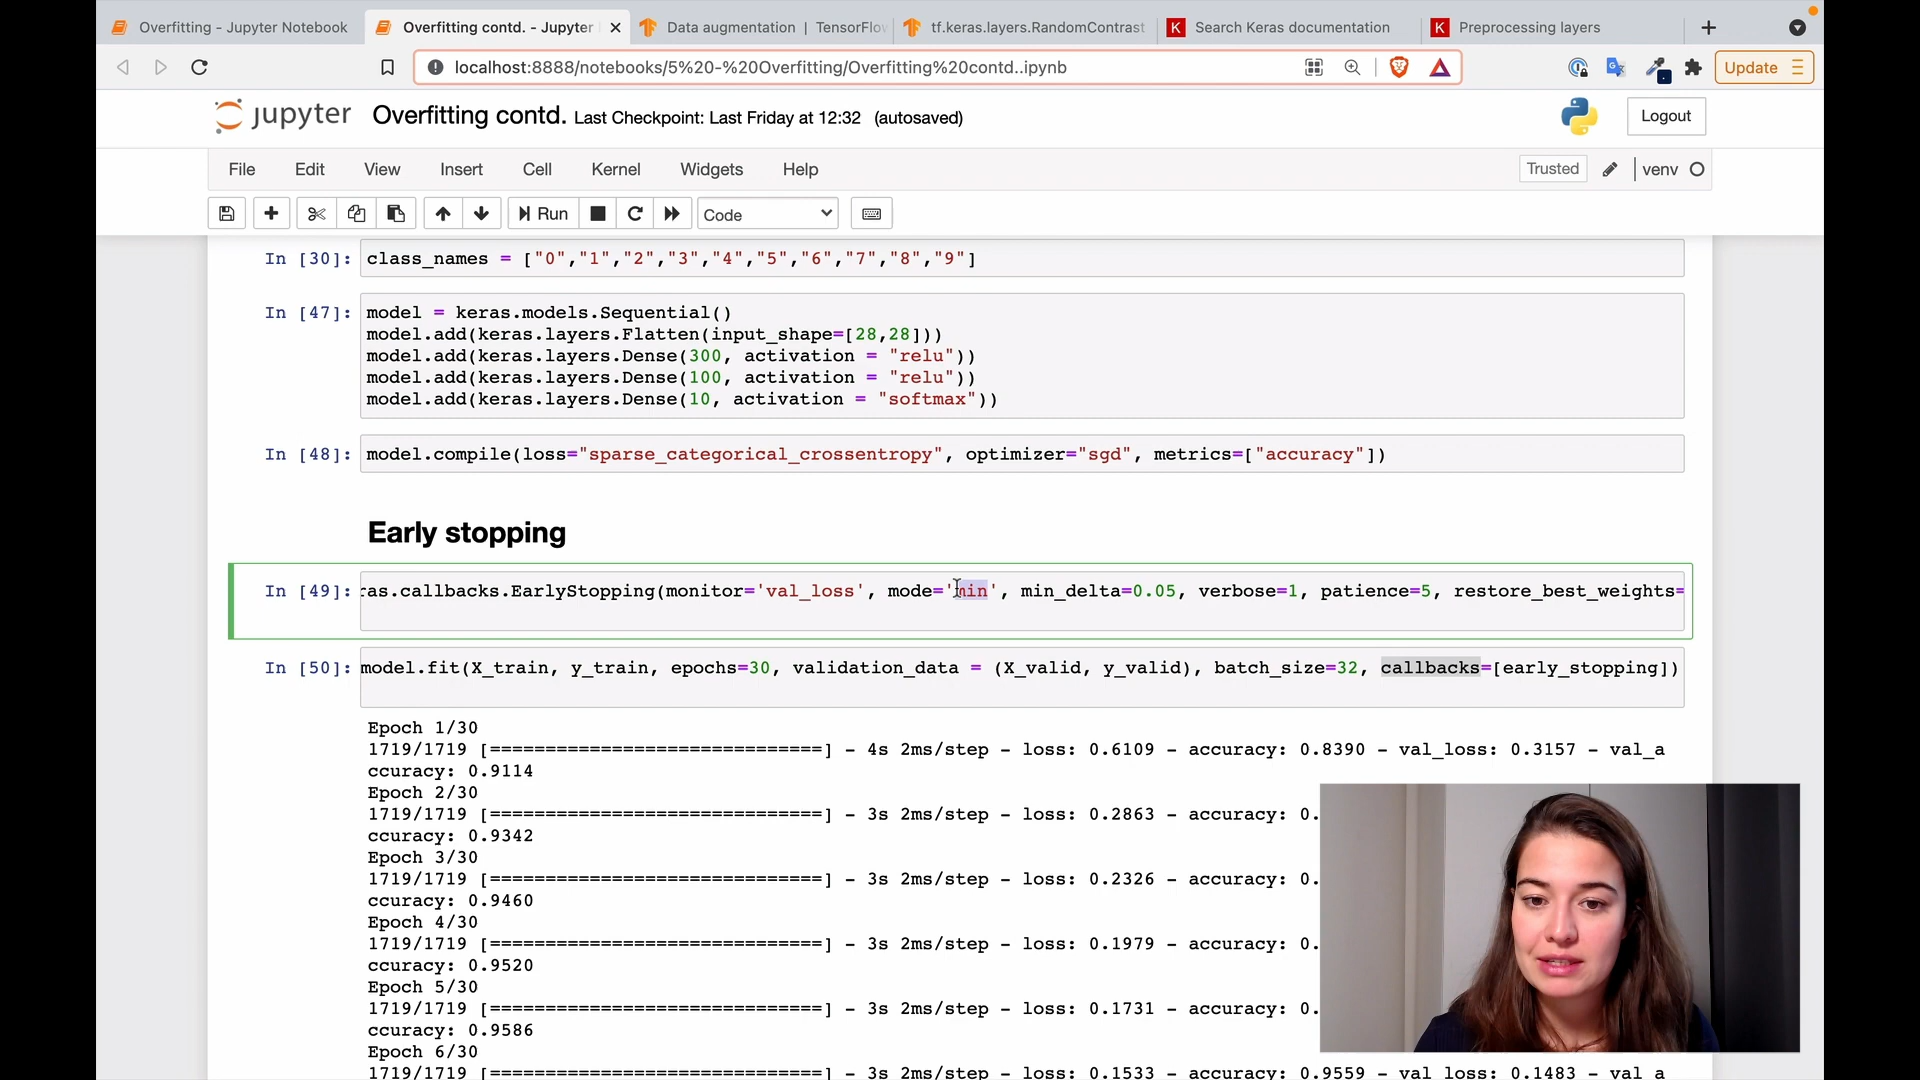 Overfitting - Jupyter Notebook
Overfitting contd. - Jupyter
Data augmentation | TensorFlow
tf.keras.layers.RandomContrast
Search Keras documentation
Preprocessing layers
localhost:8888/notebooks/5%20-%20Overfitting/Overfitting%20contd..ipynb
Update
jupyter Overfitting contd. Last Checkpoint: Last Friday at 12:32 (autosaved)
Logout
File Edit View Insert Cell Kernel Widgets Help
Trusted
venv
Run
Code
In [30]: class_names = ["0","1","2","3","4","5","6","7","8","9"]
In [47]: model = keras.models.Sequential()
model.add(keras.layers.Flatten(input_shape=[28,28]))
model.add(keras.layers.Dense(300, activation = "relu"))
model.add(keras.layers.Dense(100, activation = "relu"))
model.add(keras.layers.Dense(10, activation = "softmax"))
In [48]: model.compile(loss="sparse_categorical_crossentropy", optimizer="sgd", metrics=["accuracy"])
Early stopping
In [49]: ras.callbacks.EarlyStopping(monitor='val_loss', mode='min', min_delta=0.05, verbose=1, patience=5, restore_best_weights=
In [50]: model.fit(X_train, y_train, epochs=30, validation_data = (X_valid, y_valid), batch_size=32, callbacks=[early_stopping])
Epoch 1/30
1719/1719 [==============================] - 4s 2ms/step - loss: 0.6109 - accuracy: 0.8390 - val_loss: 0.3157 - val_a
ccuracy: 0.9114
Epoch 2/30
1719/1719 [==============================] - 3s 2ms/step - loss: 0.2863 - accuracy: 0.
ccuracy: 0.9342
Epoch 3/30
1719/1719 [==============================] - 3s 2ms/step - loss: 0.2326 - accuracy: 0.
ccuracy: 0.9460
Epoch 4/30
1719/1719 [==============================] - 3s 2ms/step - loss: 0.1979 - accuracy: 0.
ccuracy: 0.9520
Epoch 5/30
1719/1719 [==============================] - 3s 2ms/step - loss: 0.1731 - accuracy: 0.
ccuracy: 0.9586
Epoch 6/30
1719/1719 [==============================] - 3s 2ms/step - loss: 0.1533 - accuracy: 0.9559 - val_loss: 0.1483 - val_a